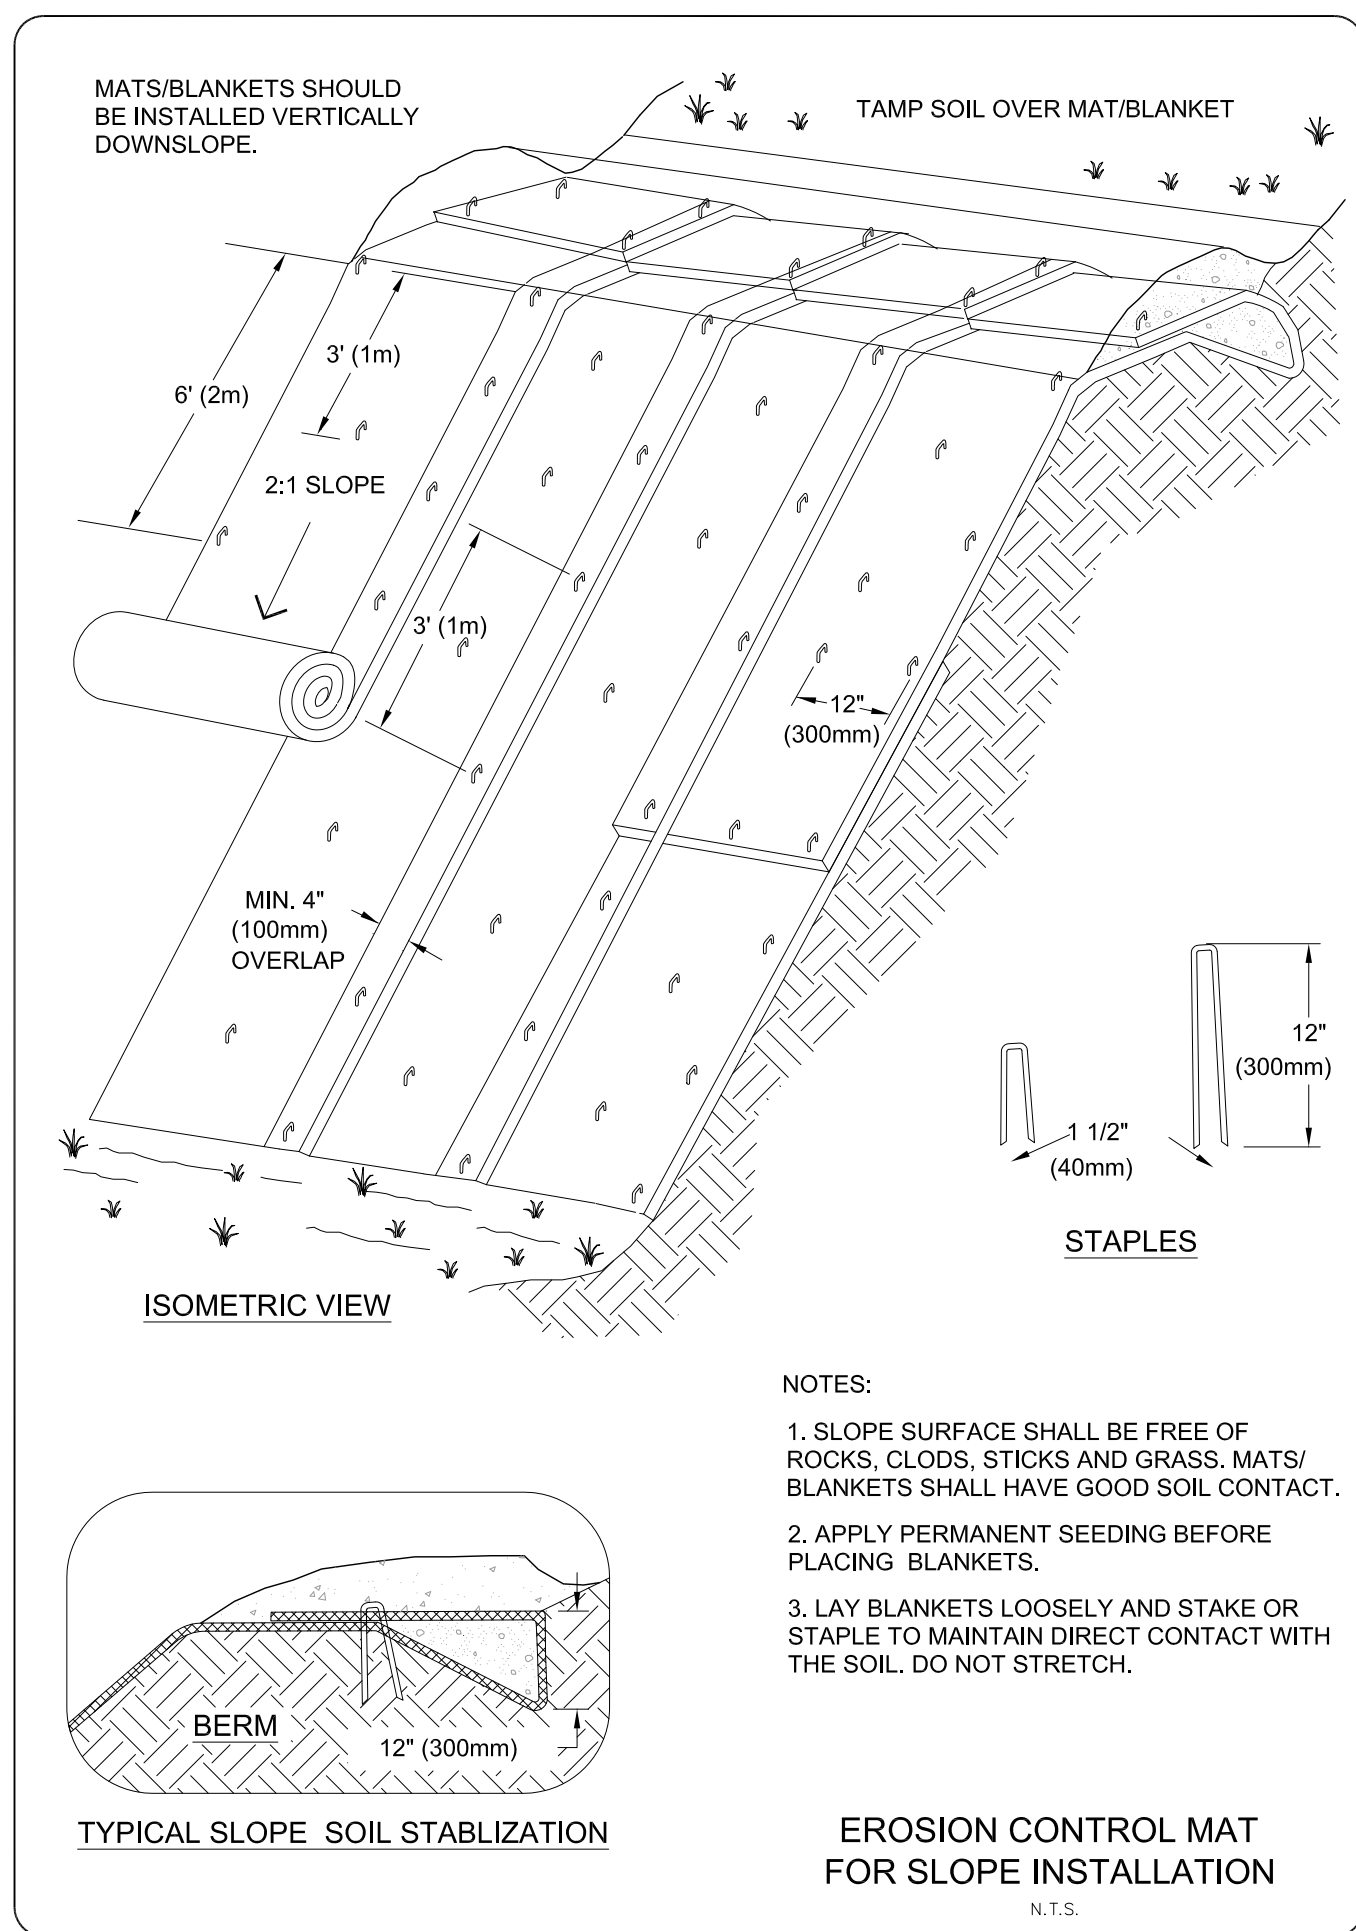 MATS/BLANKETS SHOULD
BE INSTALLED VERTICALLY
DOWNSLOPE.
TAMP SOIL OVER MAT/BLANKET
3' (1m)
6' (2m)
2:1 SLOPE
3' (1m)
12"
(300mm)
MIN. 4"
(100mm)
OVERLAP
12"
(300mm)
1 1/2"
(40mm)
STAPLES
ISOMETRIC VIEW
NOTES:
1. SLOPE SURFACE SHALL BE FREE OF
ROCKS, CLODS, STICKS AND GRASS. MATS/
BLANKETS SHALL HAVE GOOD SOIL CONTACT.
2. APPLY PERMANENT SEEDING BEFORE
PLACING BLANKETS.
3. LAY BLANKETS LOOSELY AND STAKE OR
STAPLE TO MAINTAIN DIRECT CONTACT WITH
THE SOIL. DO NOT STRETCH.
BERM
12" (300mm)
TYPICAL SLOPE SOIL STABLIZATION
EROSION CONTROL MAT
FOR SLOPE INSTALLATION
N.T.S.